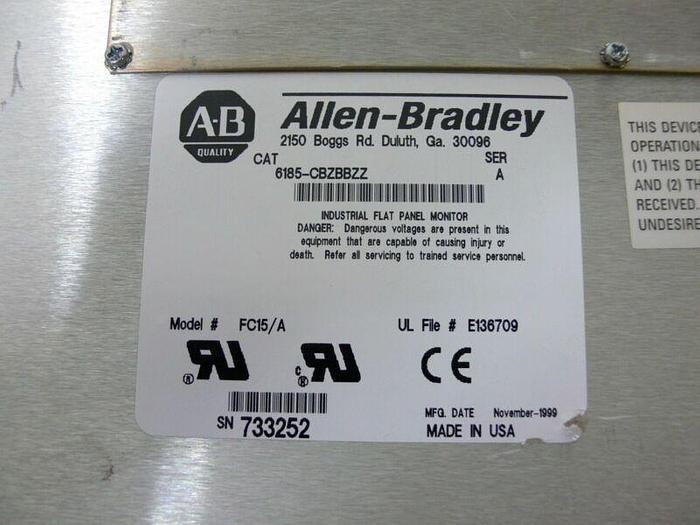 A-B
QUALITY
Allen-Bradley
2150 Boggs Rd. Duluth, Ga. 30096
CAT SER
6185-CBZBBZZ A
INDUSTRIAL FLAT PANEL MONITOR
DANGER: Dangerous voltages are present in this
equipment that are capable of causing injury or
death. Refer all servicing to trained service personnel.
Model # FC15/A UL File # E136709
CE
SN 733252
MFG. DATE November-1999
MADE IN USA
THIS DEVICE
OPERATION
(1) THIS DE
AND (2) TH
RECEIVED.
UNDESIRE